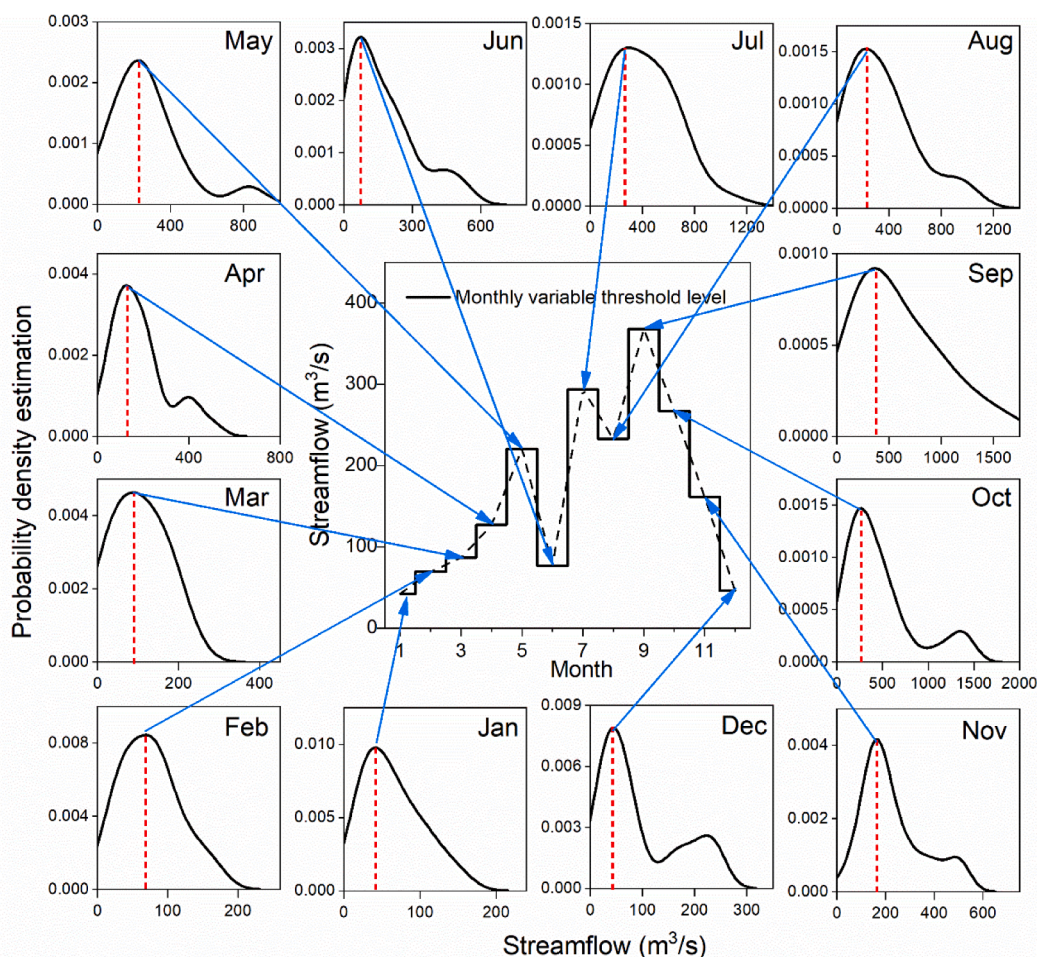 0.003
0.002
0.001
0.000
0 400 800
May
0.003
0.002
0.001
0.000
0 300 600
Jun
0.0015
0.0010
0.0005
0.0000
0 400 800 1200
Jul
0.0015
0.0010
0.0005
0.0000
0 400 800 1200
Aug
0.004
0.002
0.000
0 400 800
Apr
400
300
200
100
0
1 3 5 7 9 11
Monthly variable threshold level
Streamflow (m³/s)
Month
0.0010
0.0005
0.0000
0 500 1000 1500
Sep
0.004
0.002
0.000
0 200 400
Mar
0.0015
0.0010
0.0005
0.000
0 500 1000 1500 2000
Oct
0.008
0.004
0.000
0 100 200
Feb
0.010
0.005
0.000
0 100 200
Jan
0.009
0.006
0.003
0.000
0 100 200 300
Dec
0.004
0.002
0.000
0 200 400 600
Nov
Probability density estimation
Streamflow (m³/s)